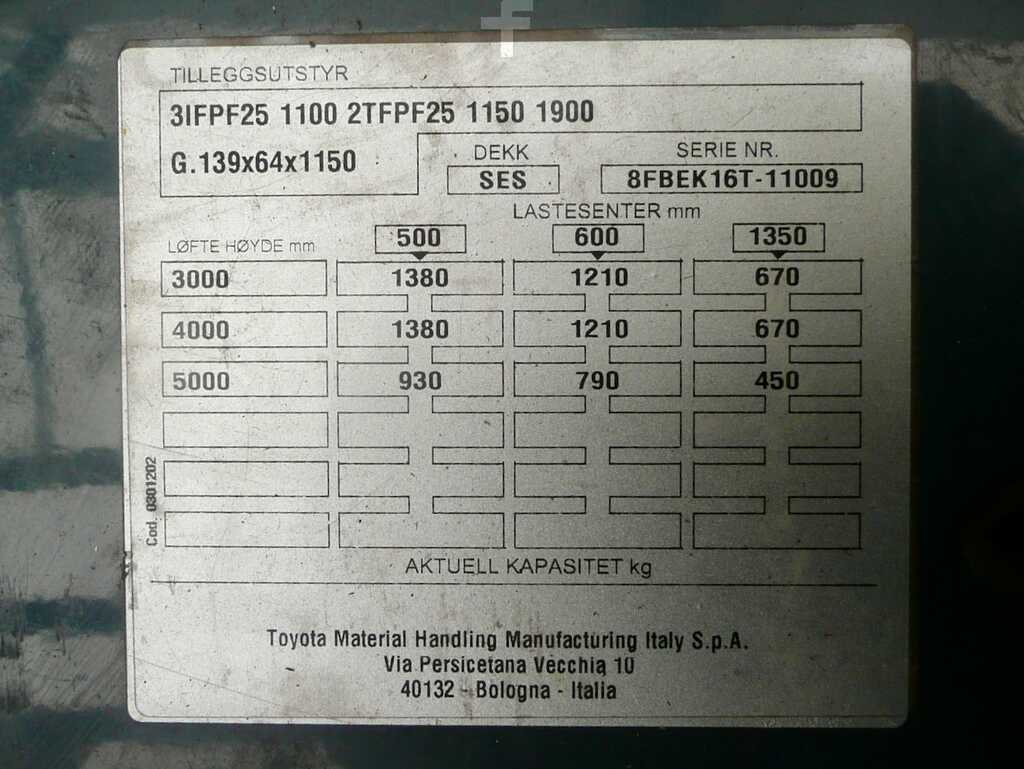 f
TILLEGGSUTSTYR
3IFPF25 1100 2TFPF25 1150 1900
G.139x64x1150
DEKK
SES
SERIE NR.
8FBEK16T-11009
LASTESENTER mm
LØFTE HØYDE mm 500 600 1350
3000 1380 1210 670
4000 1380 1210 670
5000 930 790 450
Cod. 0301202
AKTUELL KAPASITET kg
Toyota Material Handling Manufacturing Italy S.p.A.
Via Persicetana Vecchia 10
40132 - Bologna - Italia